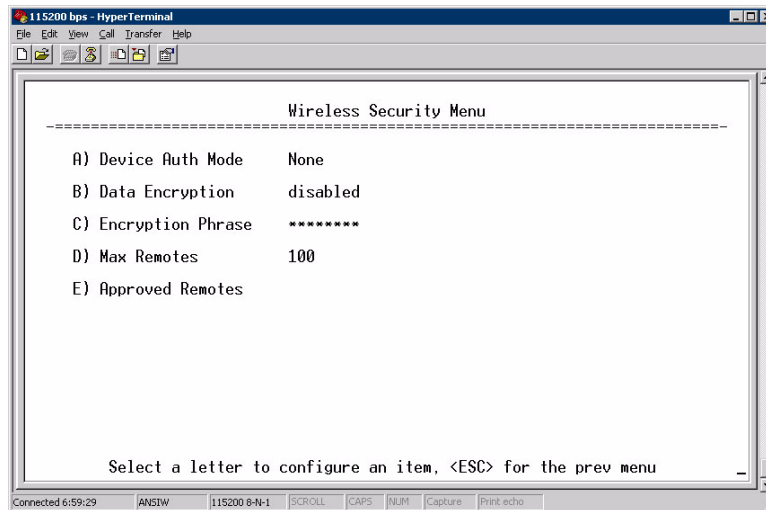 115200 bps - HyperTerminal
File Edit View Call Transfer Help
Wireless Security Menu
-==========================================================================-
A) Device Auth Mode None
B) Data Encryption disabled
C) Encryption Phrase ********
D) Max Remotes 100
E) Approved Remotes
Select a letter to configure an item, <ESC> for the prev menu _
Connected 6:59:29 ANSIW 115200 8-N-1 SCROLL CAPS NUM Capture Print echo